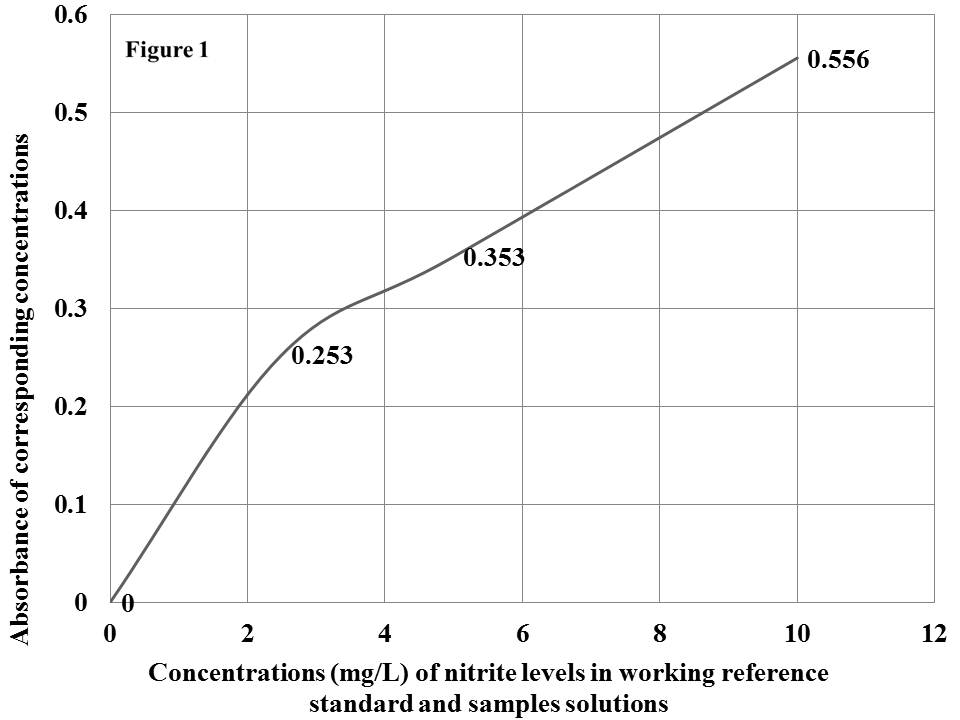 Figure 1
0.6
0.5
0.4
0.3
0.2
0.1
0
0.556
0.353
0.253
0
0 2 4 6 8 10 12
Absorbance of corresponding concentrations
Concentrations (mg/L) of nitrite levels in working reference
standard and samples solutions